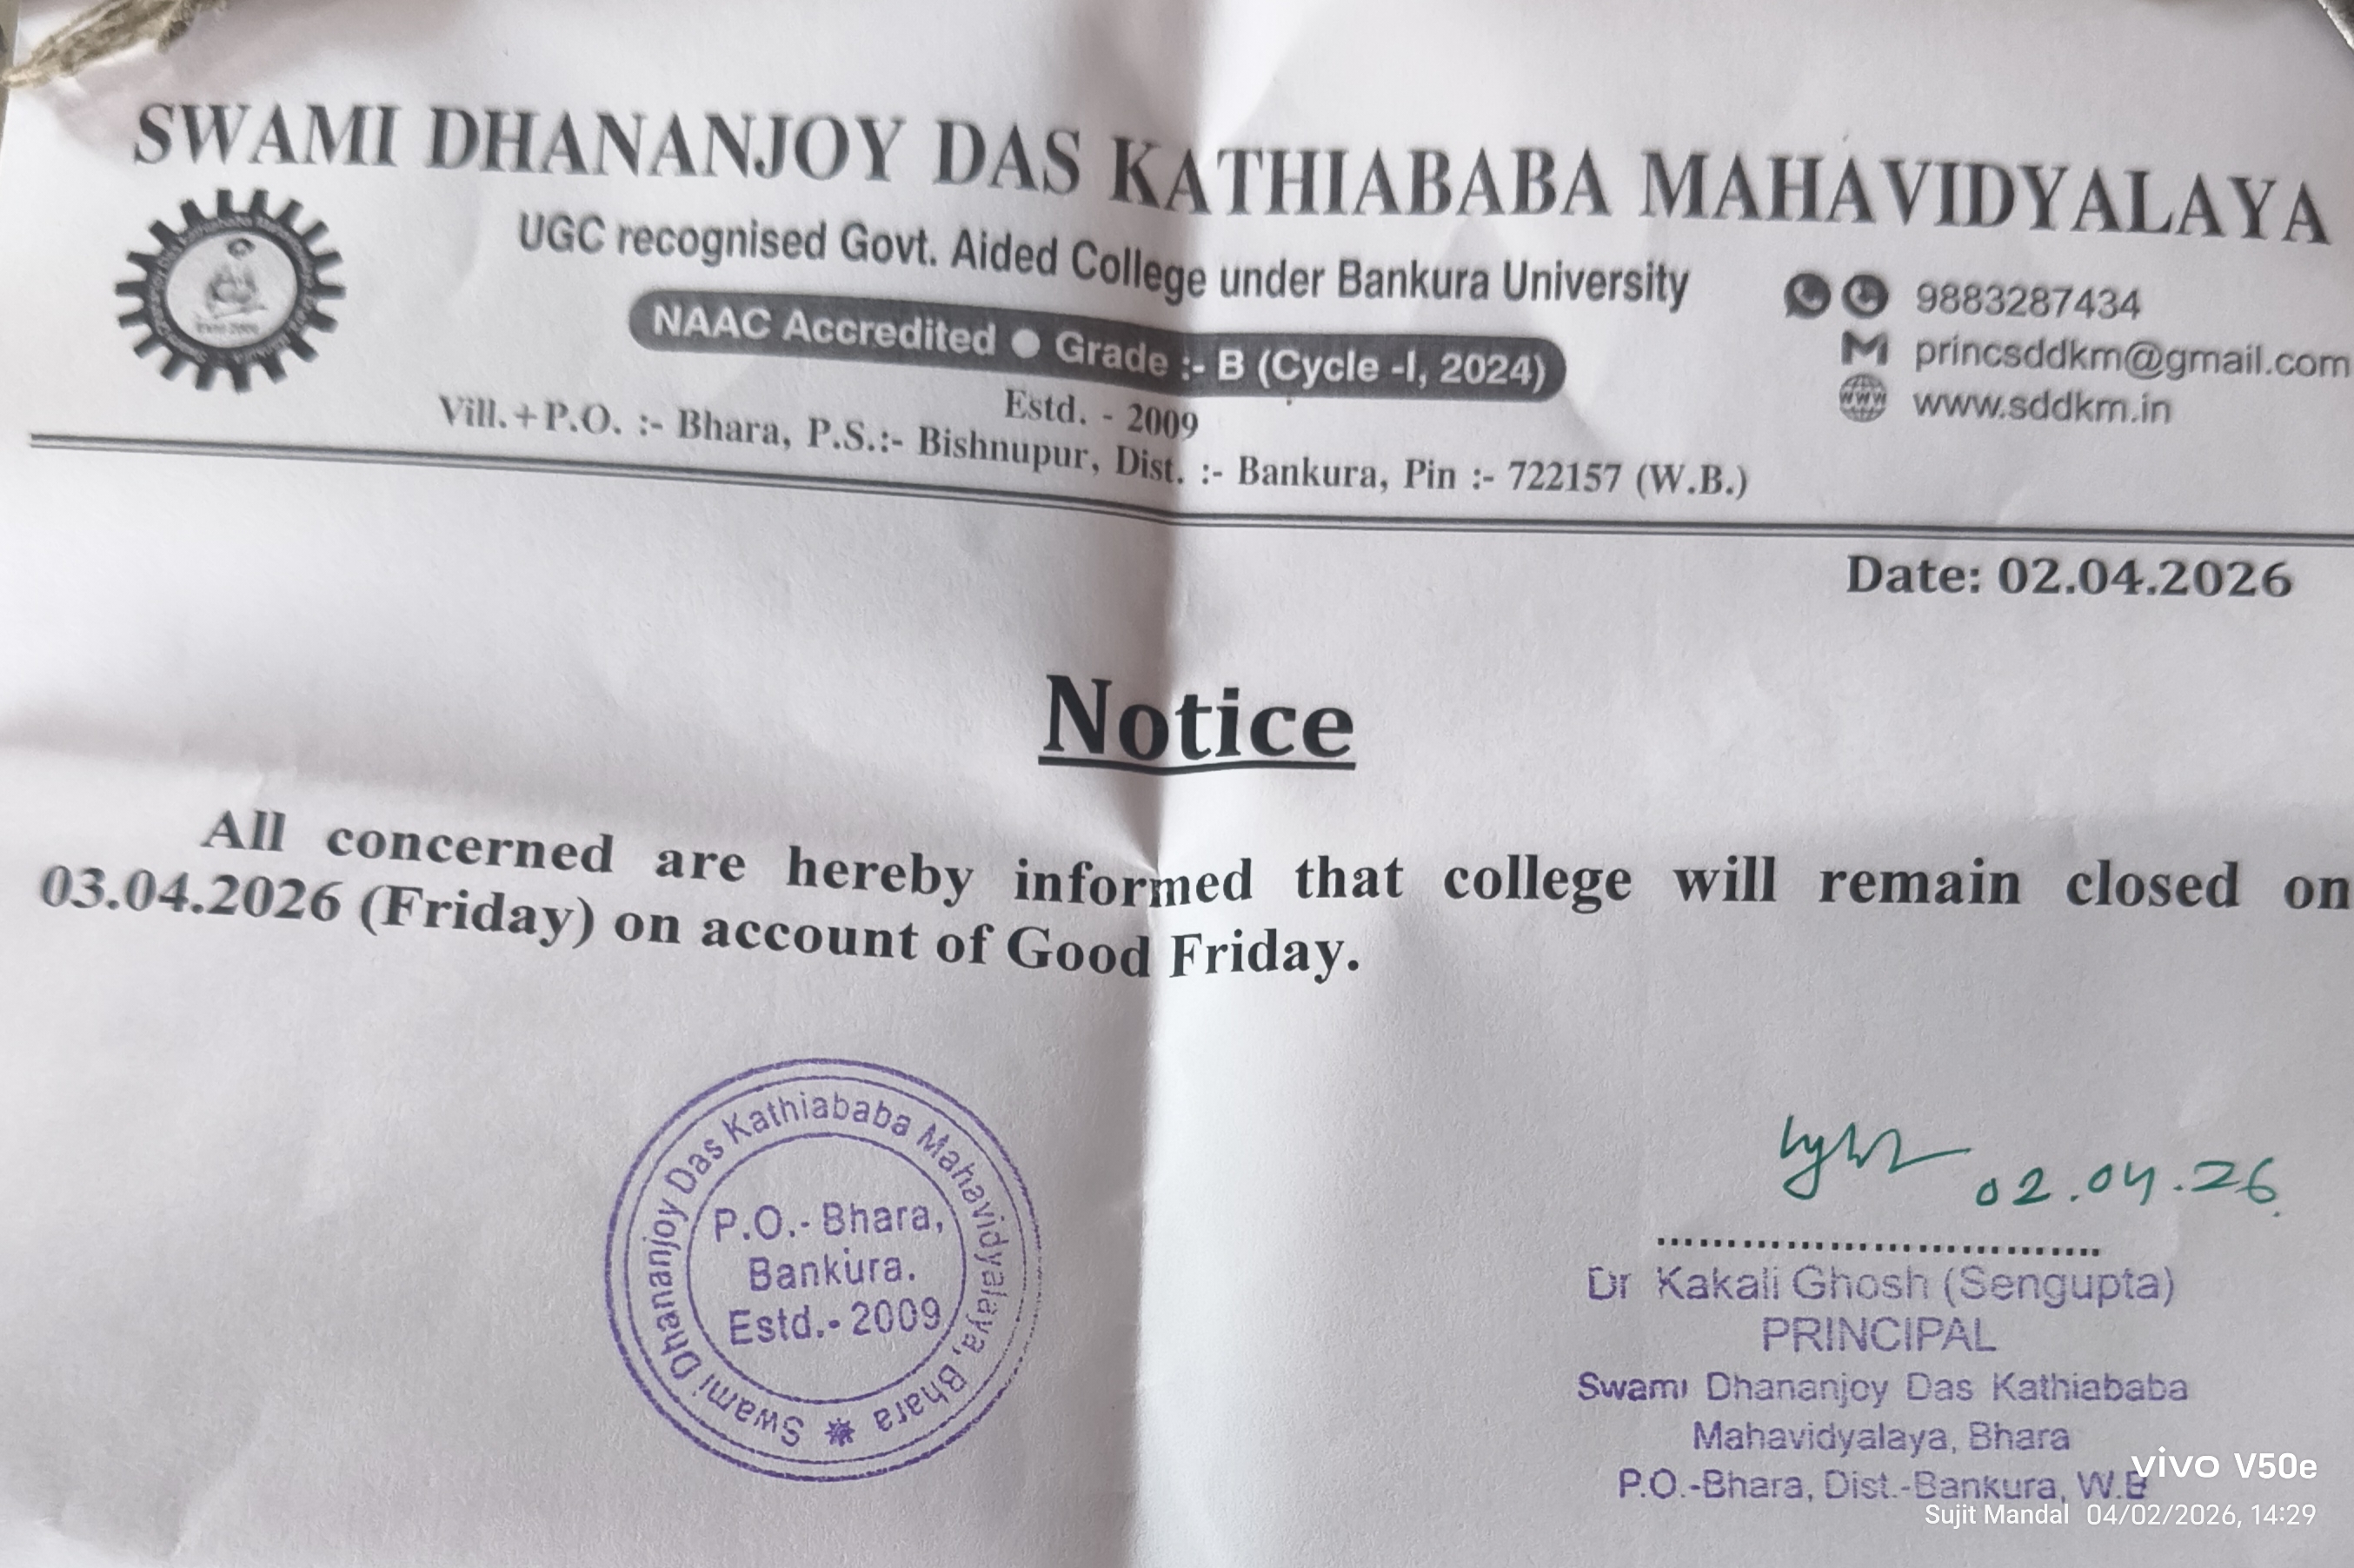 SWAMI DHANANJOY DAS KATHIABABA MAHAVIDYALAYA
UGC recognised Govt. Aided College under Bankura University
NAAC Accredited ● Grade :- B (Cycle -I, 2024)
Estd. - 2009
Vill.+P.O. :- Bhara, P.S.:- Bishnupur, Dist. :- Bankura, Pin :- 722157 (W.B.)
9883287434
princsddkm@gmail.com
www.sddkm.in
Date: 02.04.2026
Notice
All concerned are hereby informed that college will remain closed on
03.04.2026 (Friday) on account of Good Friday.
Swami Dhananjoy Das Kathiababa Mahavidyalaya, Bhara
P.O.- Bhara,
Bankura.
Estd.- 2009
02.04.26
Dr Kakali Ghosh (Sengupta)
PRINCIPAL
Swami Dhananjoy Das Kathiababa
Mahavidyalaya, Bhara
P.O.-Bhara, Dist.-Bankura, W.B
vivo V50e
Sujit Mandal 04/02/2026, 14:29